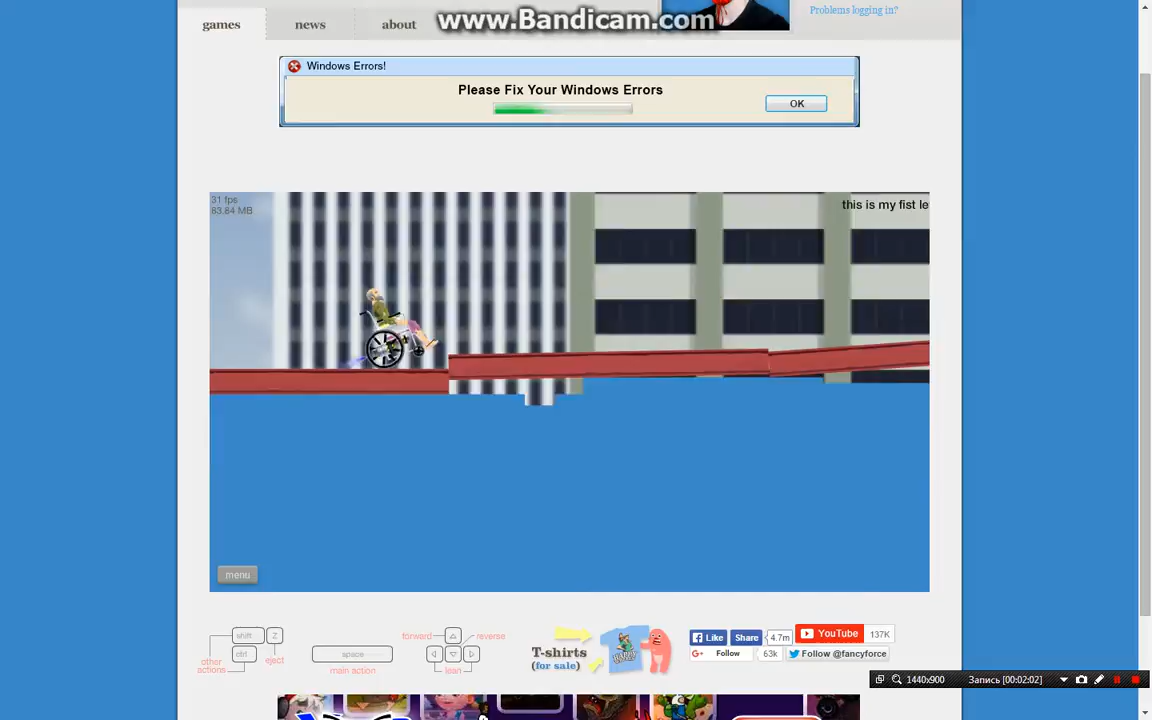 www.Bandicam.com
Problems logging in?
games news about
Windows Errors!
Please Fix Your Windows Errors
OK
31 fps
83.84 MB
this is my fist le
menu
shift Z
ctrl
other
actions
eject
space
main action
forward
reverse
lean
T-shirts
(for sale)
Like Share 4.7m
YouTube 137K
G+ Follow 63k
Follow @fancyforce
1440x900 Запись [00:02:02]